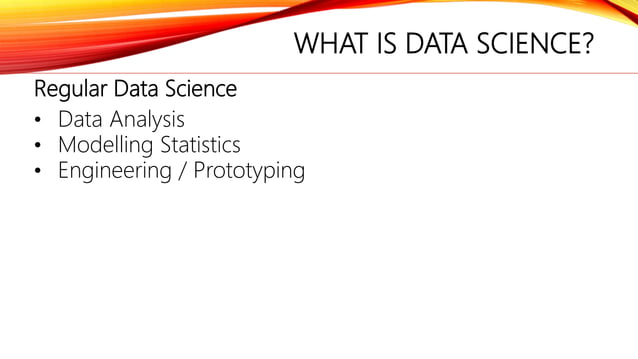 WHAT IS DATA SCIENCE?
Regular Data Science
• Data Analysis
• Modelling Statistics
• Engineering / Prototyping